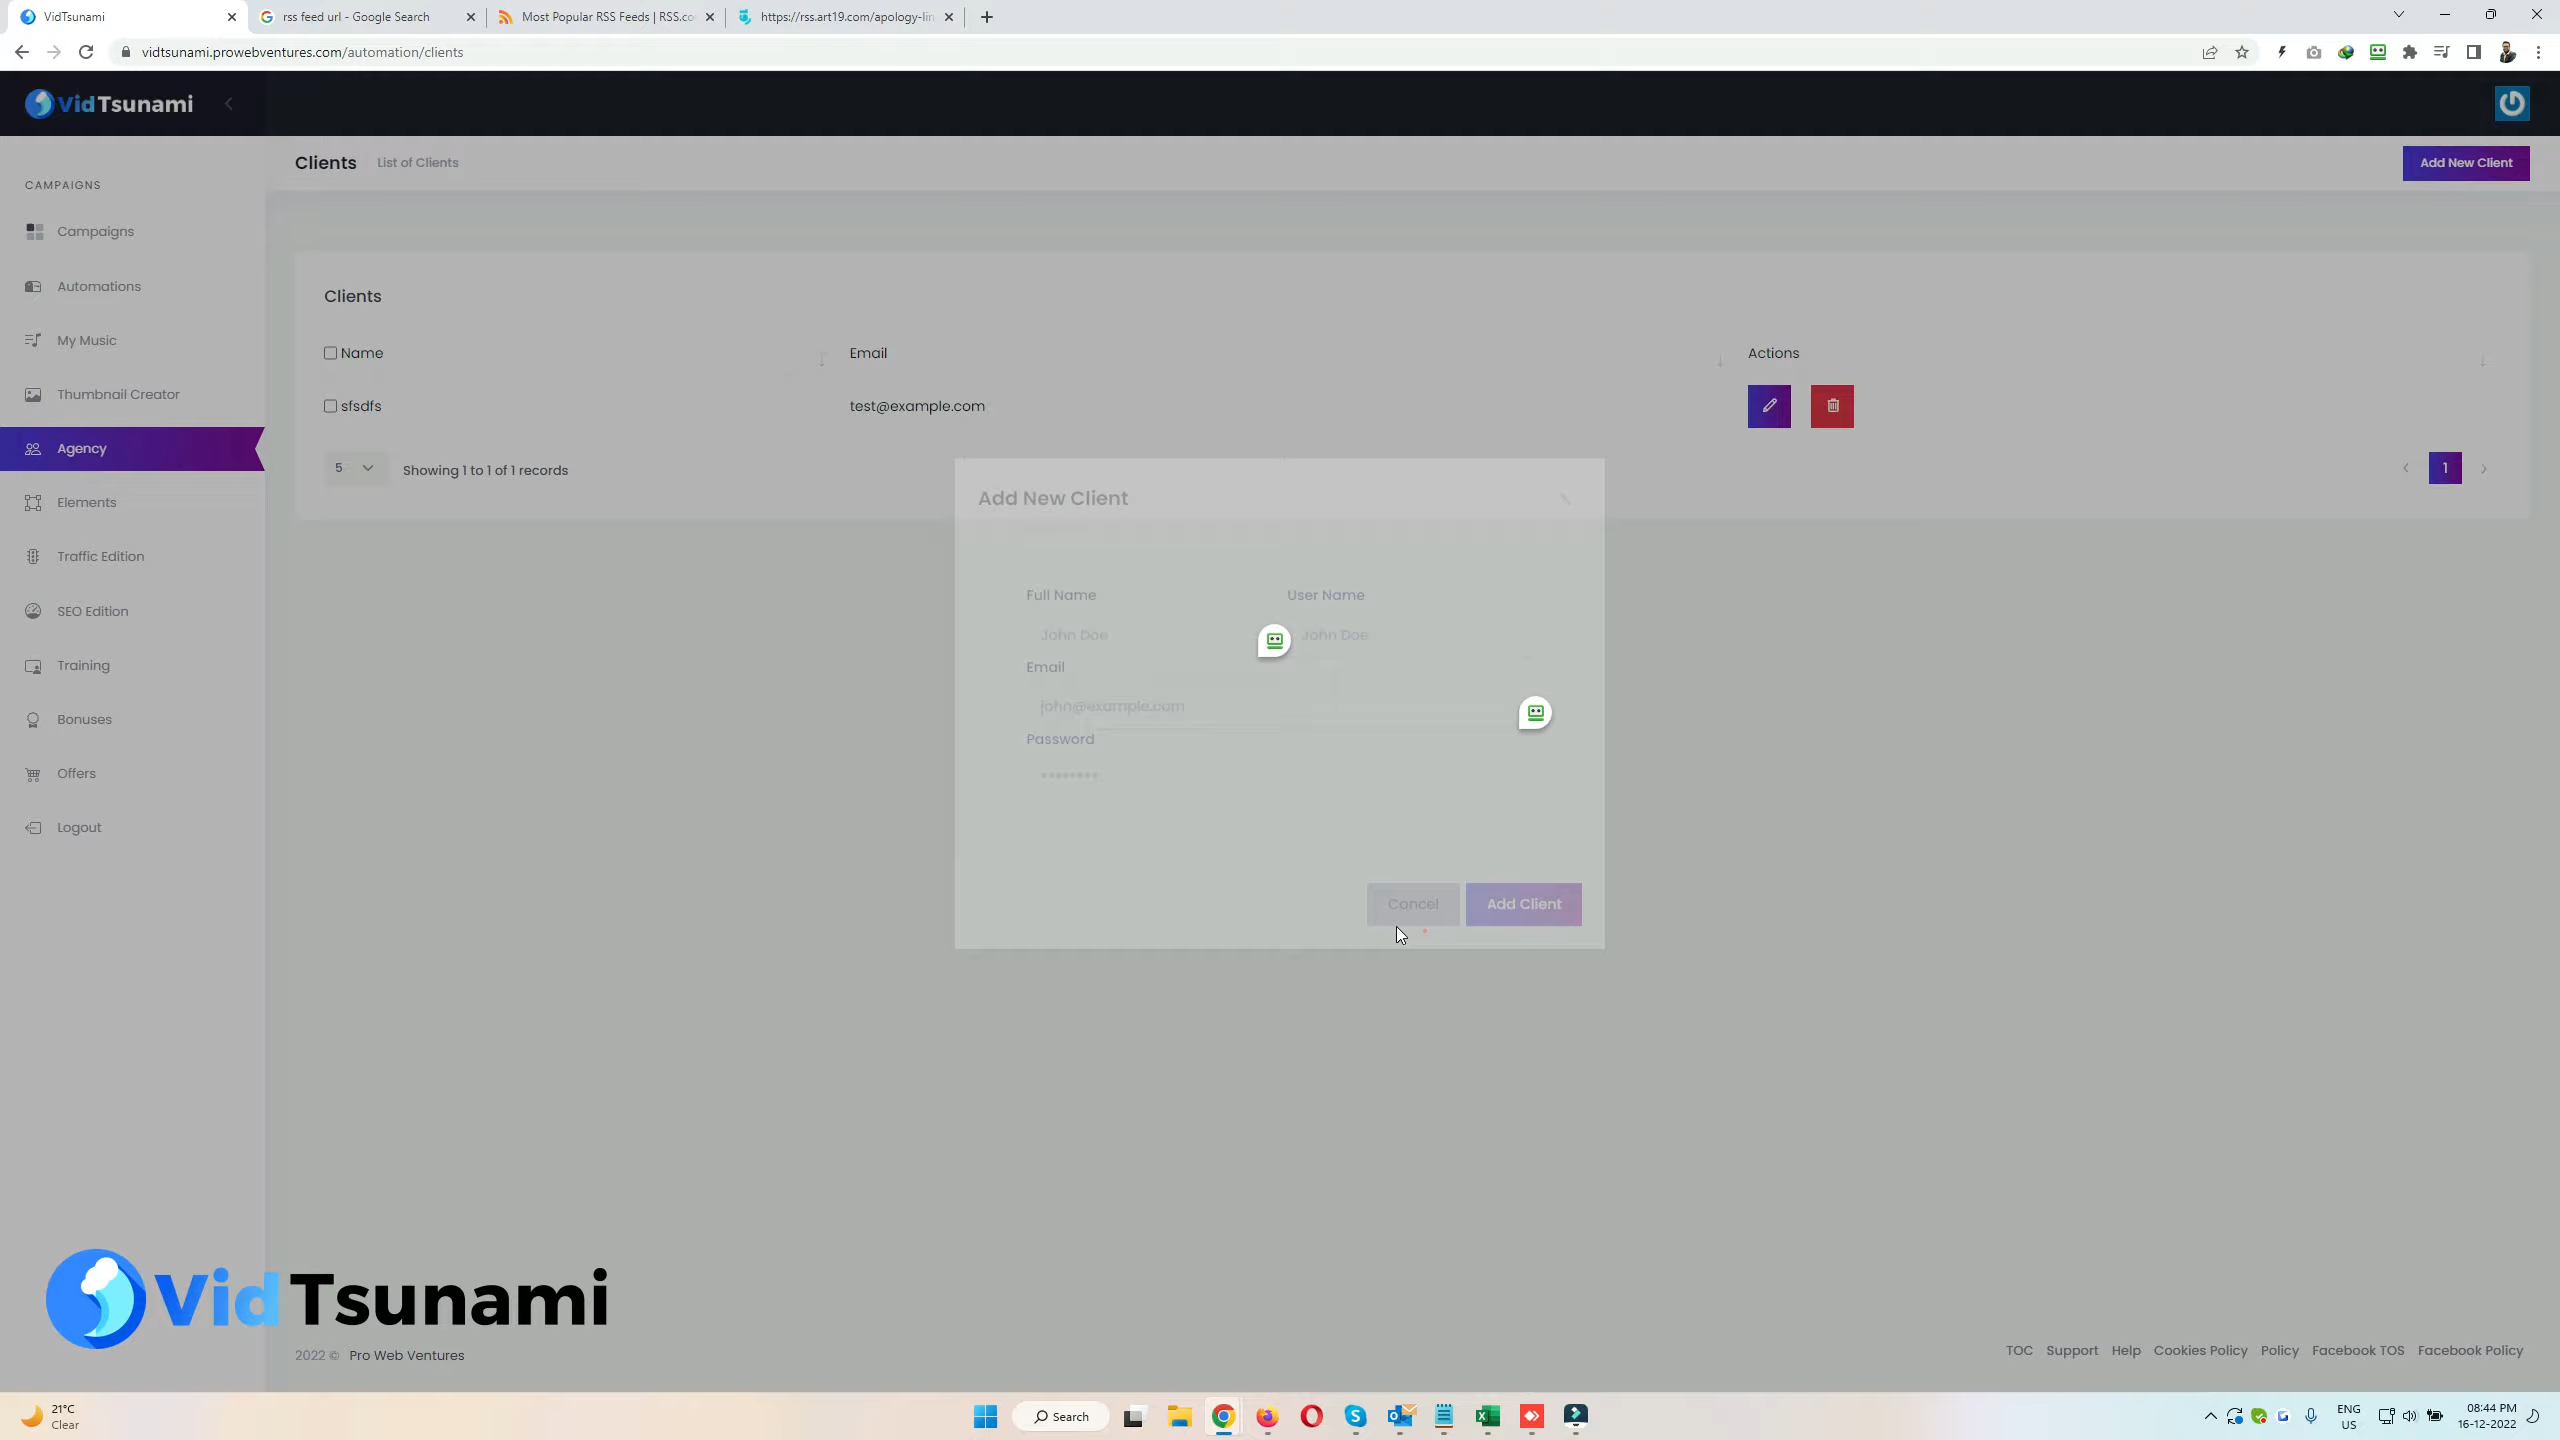 VidTsunami
rss feed url - Google Search
Most Popular RSS Feeds | RSS.co
https://rss.art19.com/apology-lin
vidtsunami.prowebventures.com/automation/clients
VidTsunami
Clients
List of Clients
Add New Client
CAMPAIGNS
Campaigns
Automations
My Music
Thumbnail Creator
Agency
Elements
Traffic Edition
SEO Edition
Training
Bonuses
Offers
Logout
Clients
Name
Email
Actions
sfsdfs
test@example.com
5
Showing 1 to 1 of 1 records
1
Add New Client
Full Name
User Name
John Doe
John Doe
Email
john@example.com
Password
********
Cancel
Add Client
VidTsunami
2022 © Pro Web Ventures
TOC
Support
Help
Cookies Policy
Policy
Facebook TOS
Facebook Policy
21°C
Clear
Search
ENG
US
08:44 PM
16-12-2022